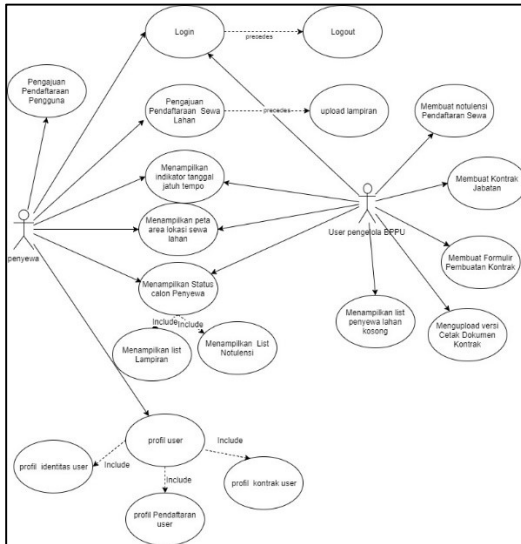 Login
precedes
Logout
Pengajuan
Pendaftaraan
Pengguna
Pengajuan
Pendaftaraan Sewa
Lahan
precedes
upload lampiran
Membuat notulensi
Pendaftaran Sewa
Menampilkan
indikator tanggal
jatuh tempo
Membuat Kontrak
Jabatan
penyewa
Menampilkan peta
area lokasi sewa
lahan
User pengelola BPPU
Membuat Formulir
Pembuatan Kontrak
Menampilkan Status
calon Penyewa
Include
Include
Menampilkan list
Lampiran
Menampilkan List
Notulensi
Menampilkan list
penyewa lahan
kosong
Mengupload versi
Cetak Dokumen
Kontrak
profil user
Include
Include
Include
profil identitas user
profil kontrak user
profil Pendaftaran
user